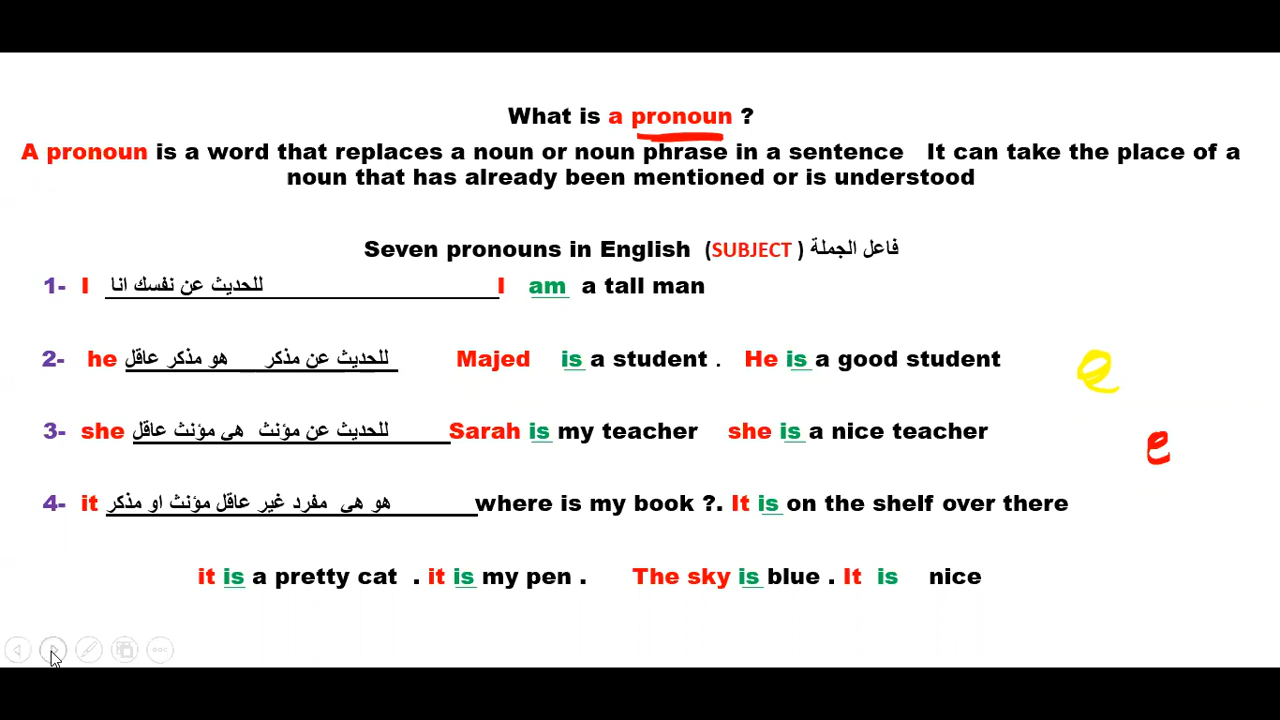 What is a pronoun ?
A pronoun is a word that replaces a noun or noun phrase in a sentence It can take the place of a
noun that has already been mentioned or is understood
Seven pronouns in English (SUBJECT ) فاعل الجملة
1- I للحديث عن نفسك انا I am a tall man
2- he للحديث عن مذكر هو مذكر عاقل Majed is a student . He is a good student
3- she للحديث عن مؤنث هي مؤنث عاقل Sarah is my teacher she is a nice teacher
4- it هو هي مفرد غير عاقل مؤنث او مذكر where is my book ?. It is on the shelf over there
it is a pretty cat . it is my pen . The sky is blue . It is nice